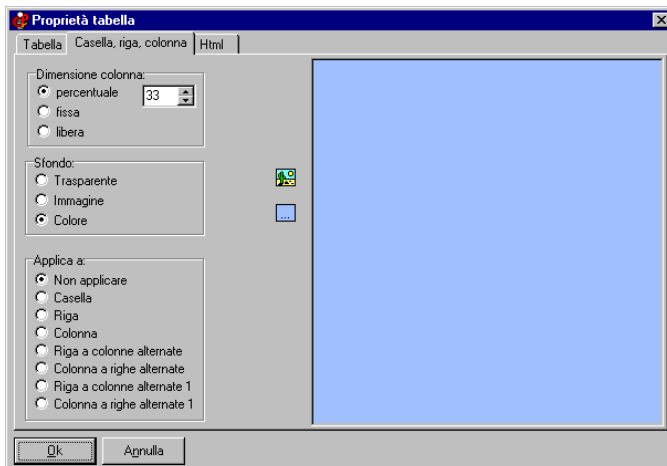 Proprietà tabella
Tabella
Casella, riga, colonna
Html
Dimensione colonna:
percentuale
33
fissa
libera
Sfondo:
Trasparente
Immagine
Colore
...
Applica a:
Non applicare
Casella
Riga
Colonna
Riga a colonne alternate
Colonna a righe alternate
Riga a colonne alternate 1
Colonna a righe alternate 1
Ok
Annulla